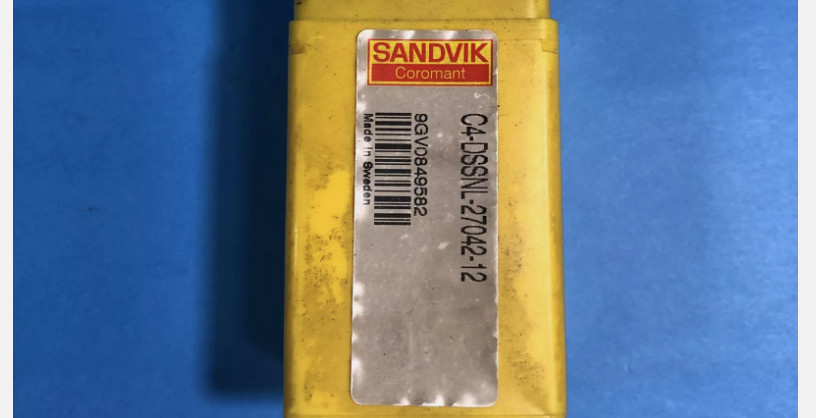 SANDVIK
Coromant
C4-DSSNL-27042-12
9GV0849582
Made in Sweden